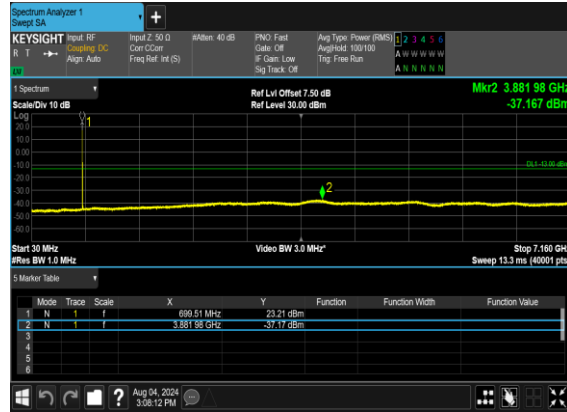 Spectrum Analyzer 1
Swept SA
KEYSIGHT
R T
Input: RF
Coupling: DC
Align: Auto
Input Z: 50 Ω
Corr CCorr
Freq Ref: Int (S)
#Atten: 40 dB
PNO: Fast
Gate: Off
IF Gain: Low
Sig Track: Off
Avg Type: Power (RMS)
Avg|Hold: 100/100
Trig: Free Run
1 2 3 4 5 6
A W W W W W
A N N N N N
1 Spectrum
Scale/Div 10 dB
Ref Lvl Offset 7.50 dB
Ref Level 30.00 dBm
Mkr2 3.881 98 GHz
-37.167 dBm
Log
20.0
10.0
0.00
-10.0
-20.0
-30.0
-40.0
-50.0
-60.0
1
2
DL1 -13.00 dBm
Start 30 MHz
#Res BW 1.0 MHz
Video BW 3.0 MHz*
Stop 7.160 GHz
Sweep 13.3 ms (40001 pts)
5 Marker Table
Mode Trace Scale X Y Function Function Width Function Value
1 N 1 f 699.51 MHz 23.21 dBm
2 N 1 f 3.881 98 GHz -37.17 dBm
3
4
5
6
?
Aug 04, 2024
3:08:12 PM